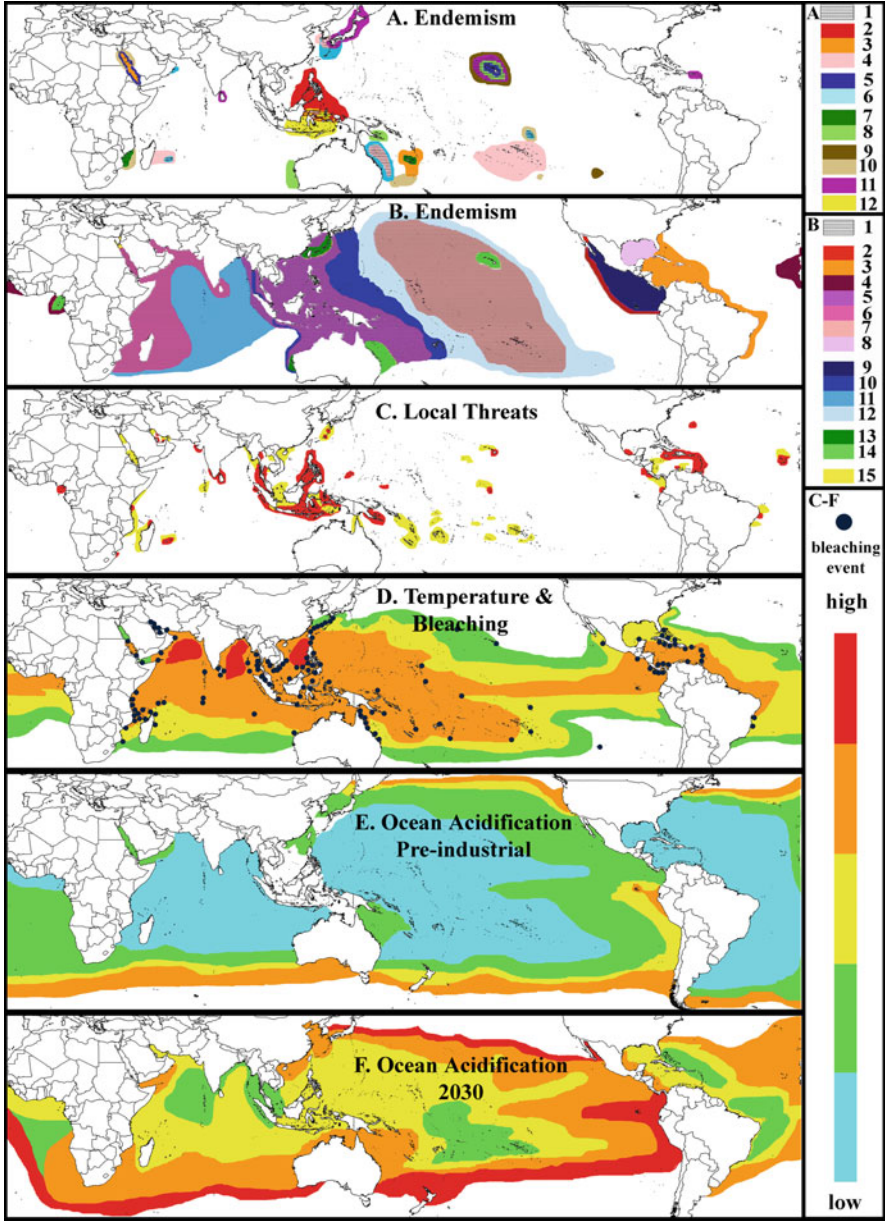 A. Endemism
B. Endemism
C. Local Threats
D. Temperature &
Bleaching
E. Ocean Acidification
Pre-industrial
F. Ocean Acidification
2030
A
1
2
3
4
5
6
7
8
9
10
11
12
B
1
2
3
4
5
6
7
8
9
10
11
12
13
14
15
C-F
bleaching
event
high
low